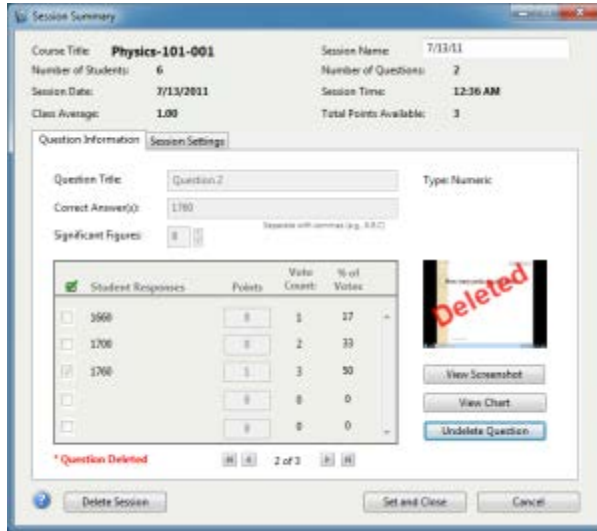 Session Summary
Course Title: Physics-101-001 Session Name: 7/13/11
Number of Students: 6 Number of Questions: 2
Session Date: 7/13/2011 Session Time: 12:36 AM
Class Average: 1.00 Total Points Available: 3
Question Information Session Settings
Question Title: Question 2 Type: Numeric
Correct Answer(s): 1760
Separate with commas (e.g. A,B,C)
Significant Figures: 0
Student Responses Points Vote Count: % of Votes:
1660 0 1 17
1700 0 2 33
1760 1 3 50
0 0 0
0 0 0
Deleted
View Screenshot
View Chart
Undelete Question
* Question Deleted 2 of 3
Delete Session Set and Close Cancel